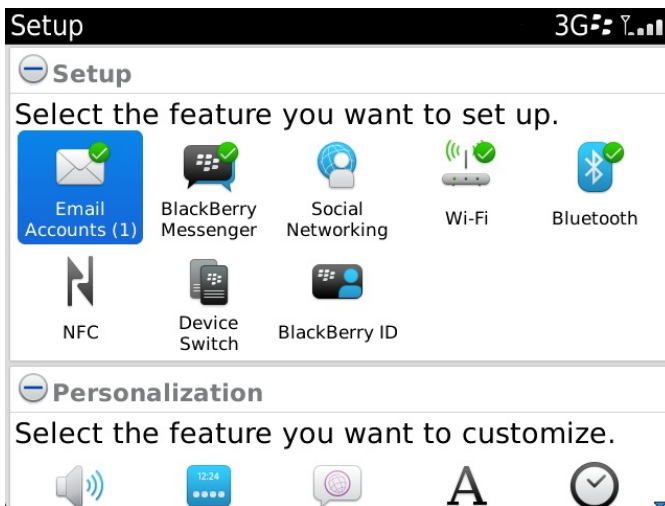 Setup 3G
Setup
Select the feature you want to set up.
Email Accounts (1)
BlackBerry Messenger
Social Networking
Wi-Fi
Bluetooth
NFC
Device Switch
BlackBerry ID
Personalization
Select the feature you want to customize.
12:24
A